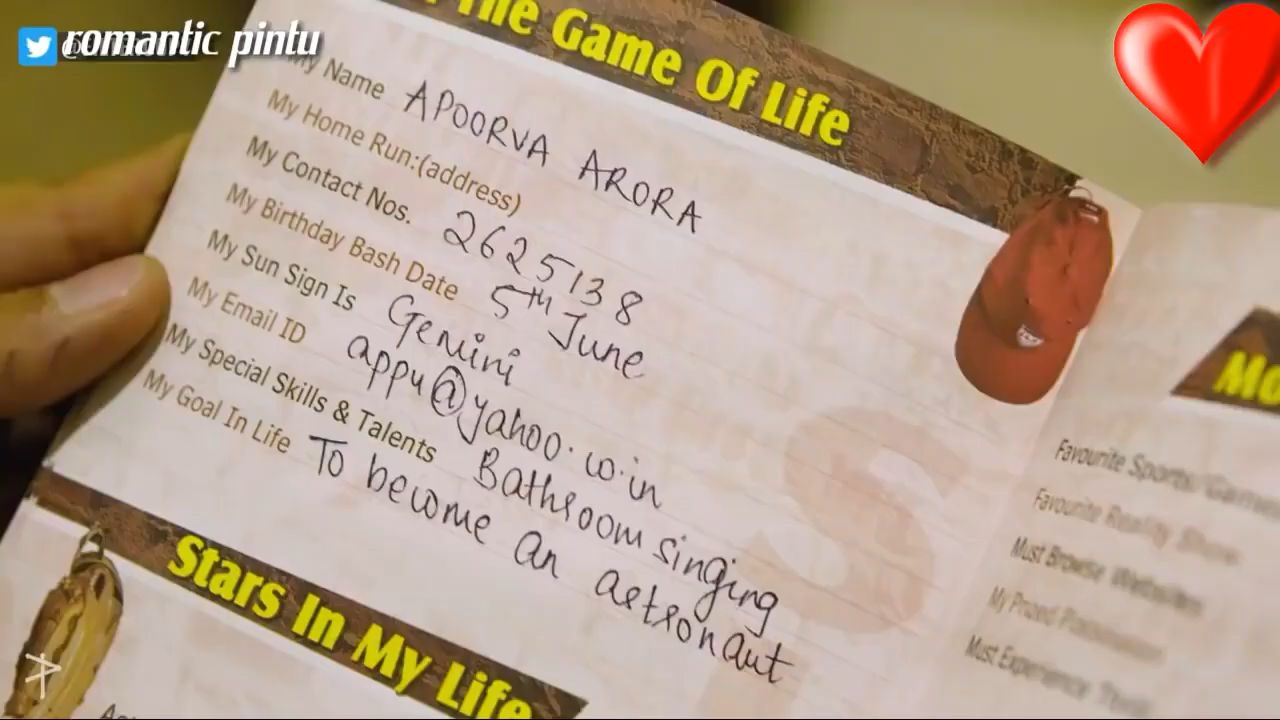 romantic pintu
The Game Of Life
My Name APOORVA ARORA
My Home Run:(address)
My Contact Nos. 2625138
My Birthday Bash Date 5TH June
My Sun Sign Is Gemini
My Email ID appu@yahoo.co.in
My Special Skills & Talents Bathroom singing
My Goal In Life To become an astronaut
Stars In My Life
Favourite Sports/Games
Favourite Reality Show
Must Browse Websites
My Prized Possession
Must Experience